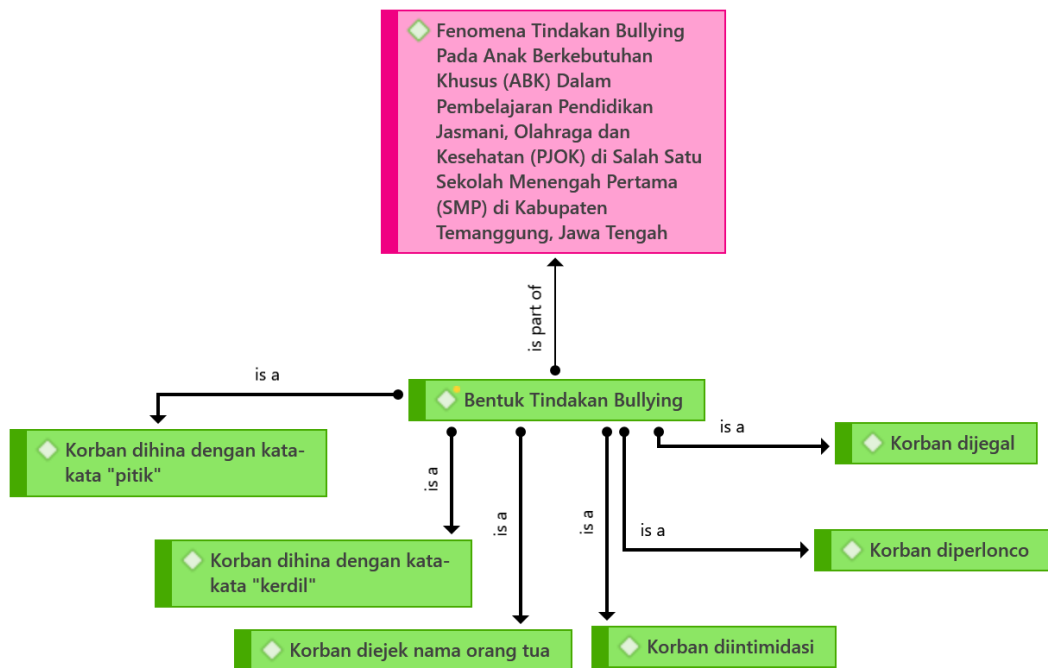 Fenomena Tindakan Bullying
Pada Anak Berkebutuhan
Khusus (ABK) Dalam
Pembelajaran Pendidikan
Jasmani, Olahraga dan
Kesehatan (PJOK) di Salah Satu
Sekolah Menengah Pertama
(SMP) di Kabupaten
Temanggung, Jawa Tengah
is part of
is a
Bentuk Tindakan Bullying
Korban dihina dengan kata-
kata "pitik"
is a
Korban dijegal
is a
Korban dihina dengan kata-
kata "kerdil"
is a
Korban diejek nama orang tua
is a
Korban diintimidasi
is a
Korban diperlonco